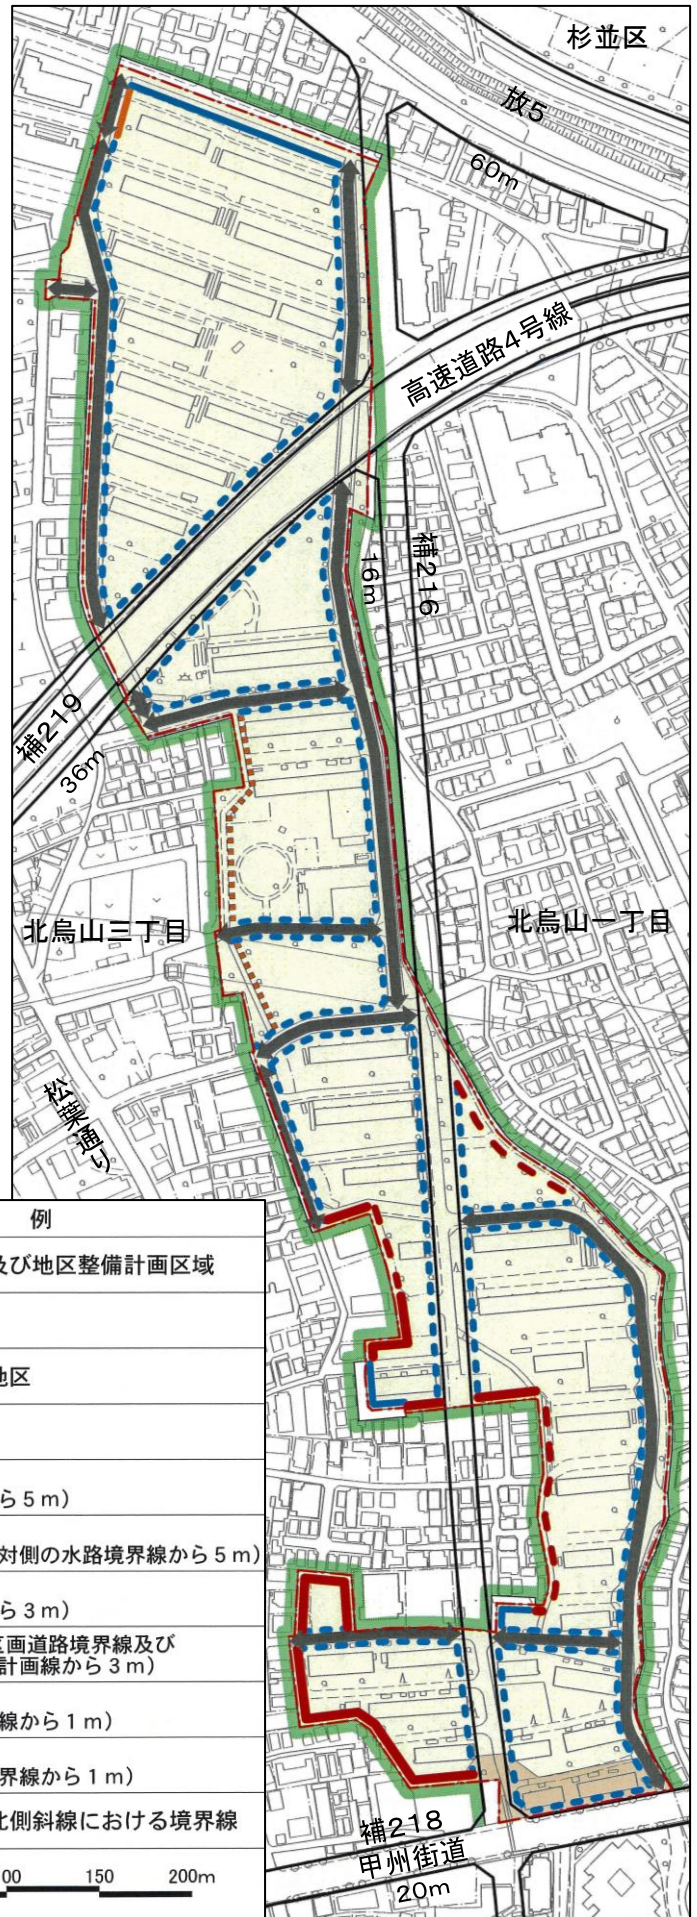 杉並区
放5
60m
高速道路4号線
補216
16m
補219
36m
北烏山三丁目
北烏山一丁目
松葉通り
例
及び地区整備計画区域
地区
ら5m）
対側の水路境界線から5m）
ら3m）
区画道路境界線及び
計画線から3m）
線から1m）
界線から1m）
北側斜線における境界線
00 150 200m
補218
甲州街道
20m